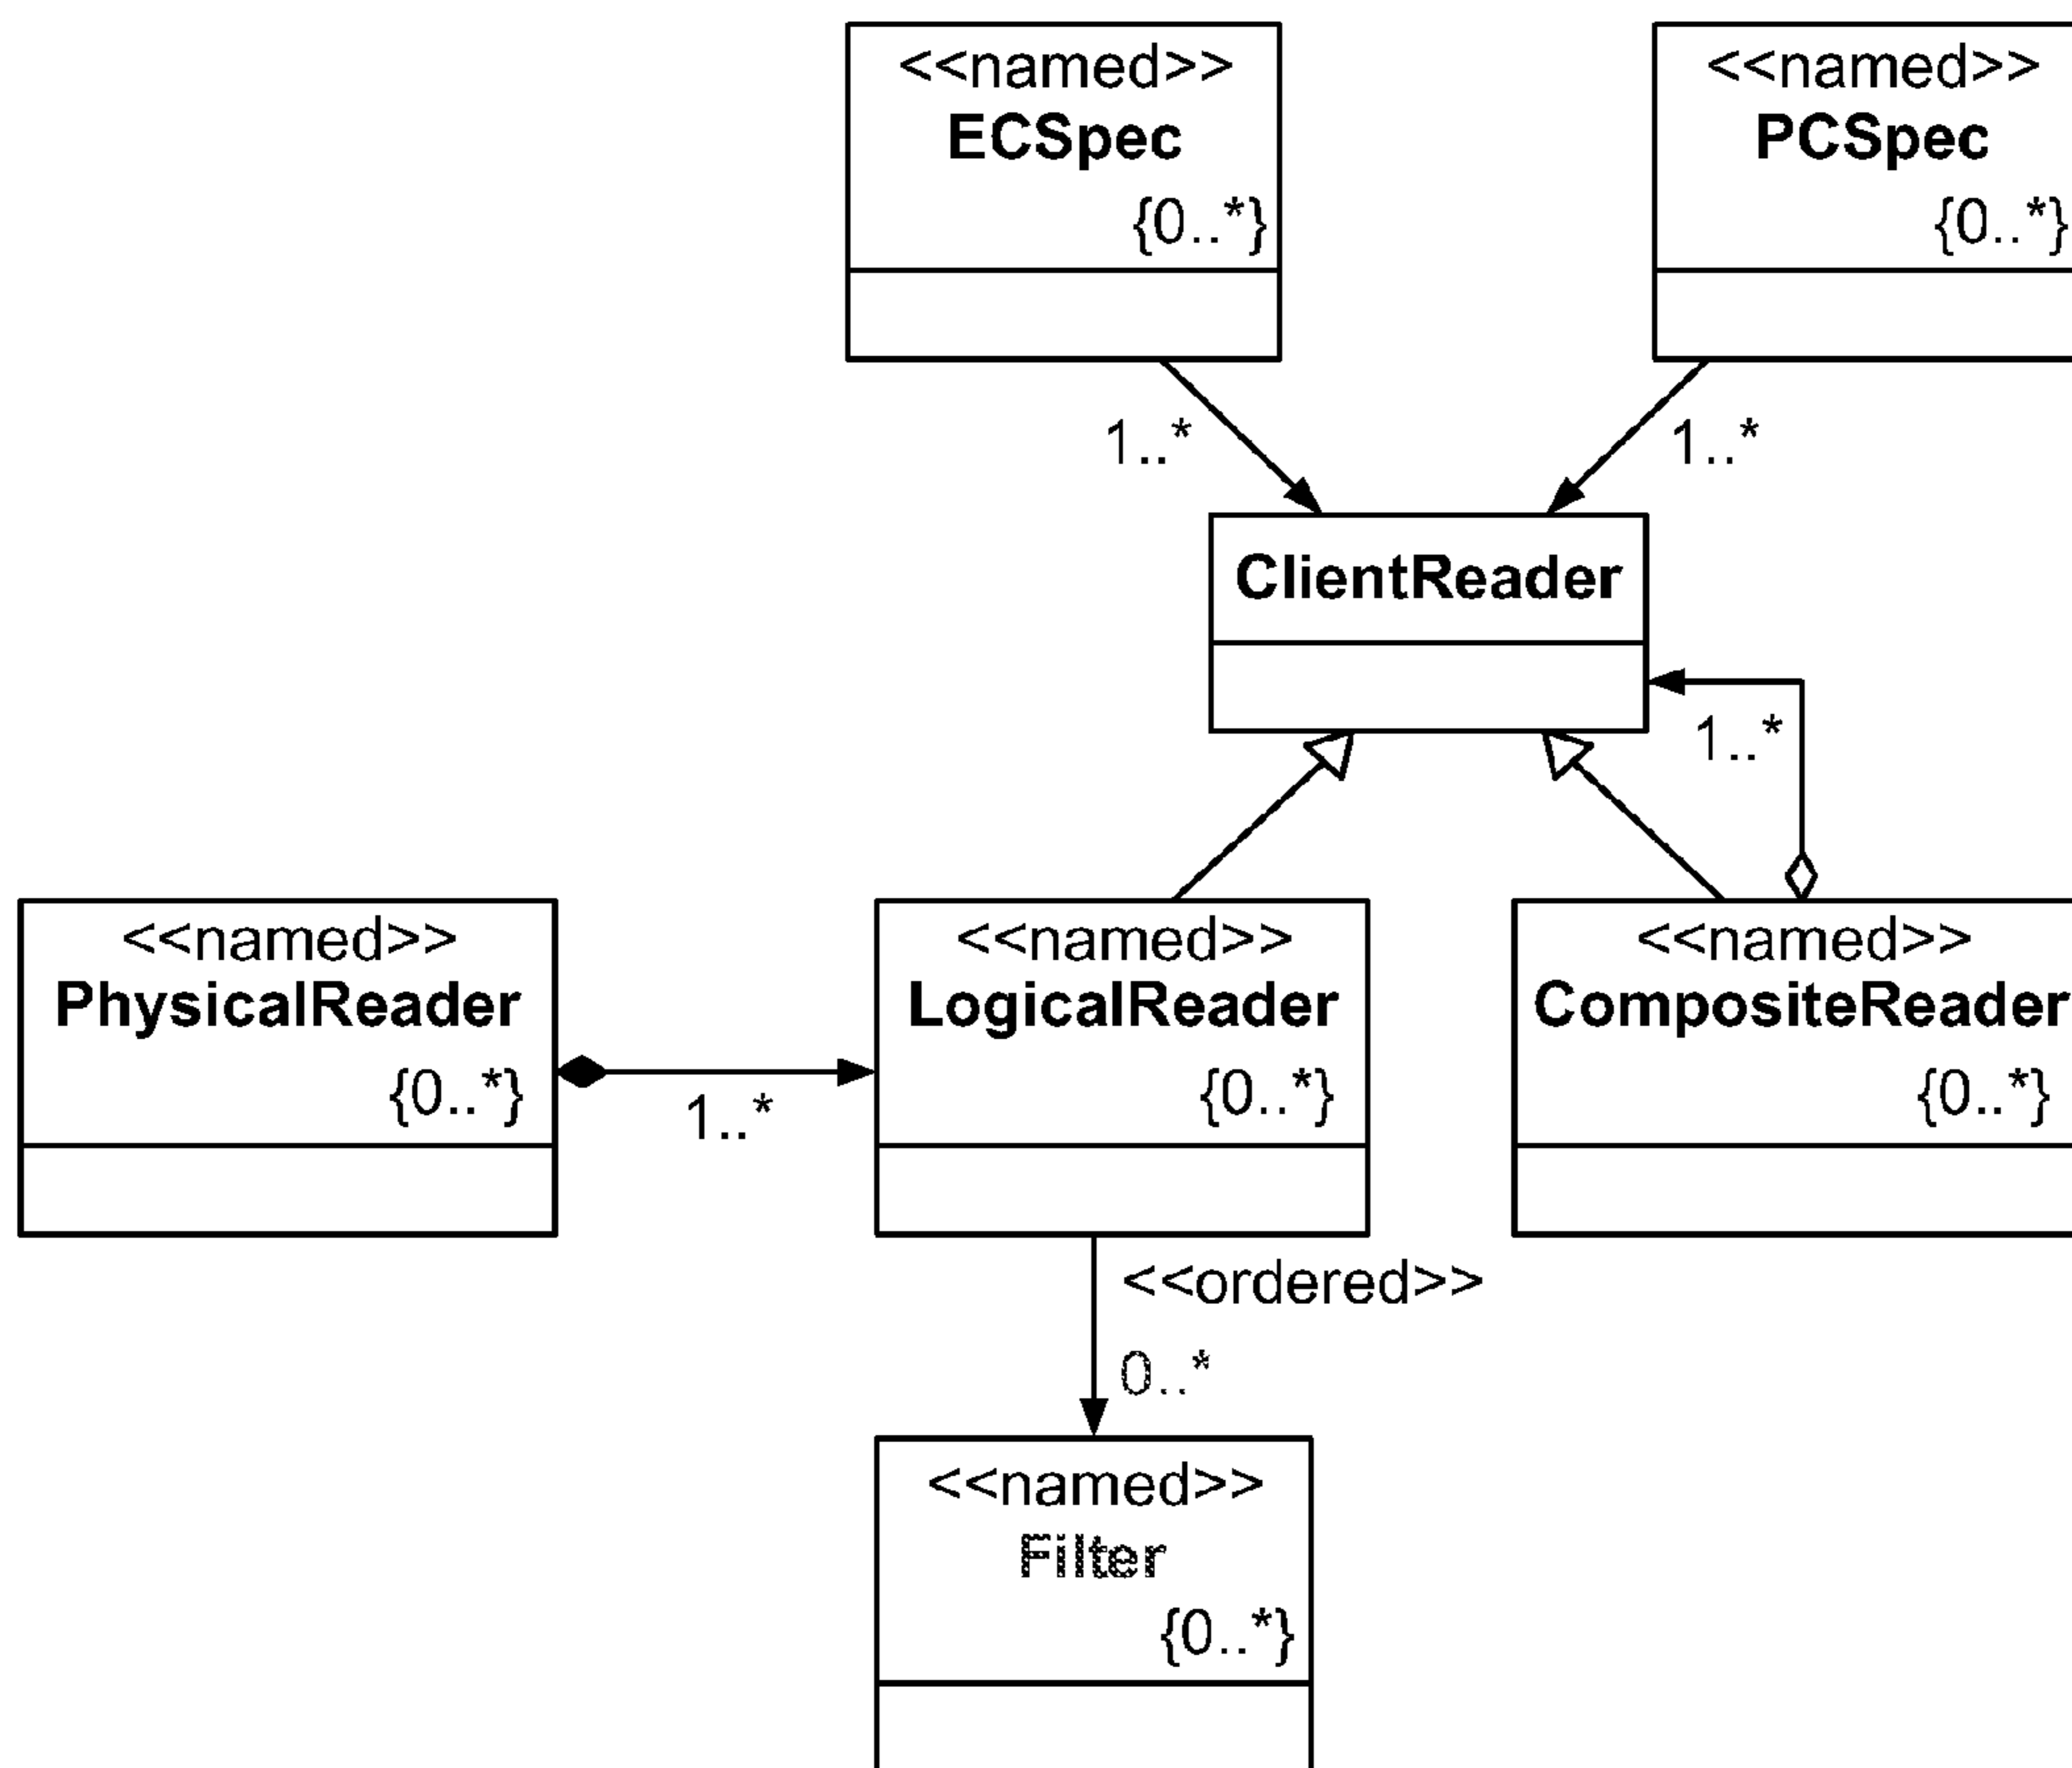 <<named>>
ECSpec
{0..*}
<<named>>
PCSpec
{0..*}
1..*
1..*
ClientReader
1..*
<<named>>
PhysicalReader
{0..*}
1..*
<<named>>
LogicalReader
{0..*}
<<named>>
CompositeReader
{0..*}
<<ordered>>
0..*
<<named>>
Filter
{0..*}